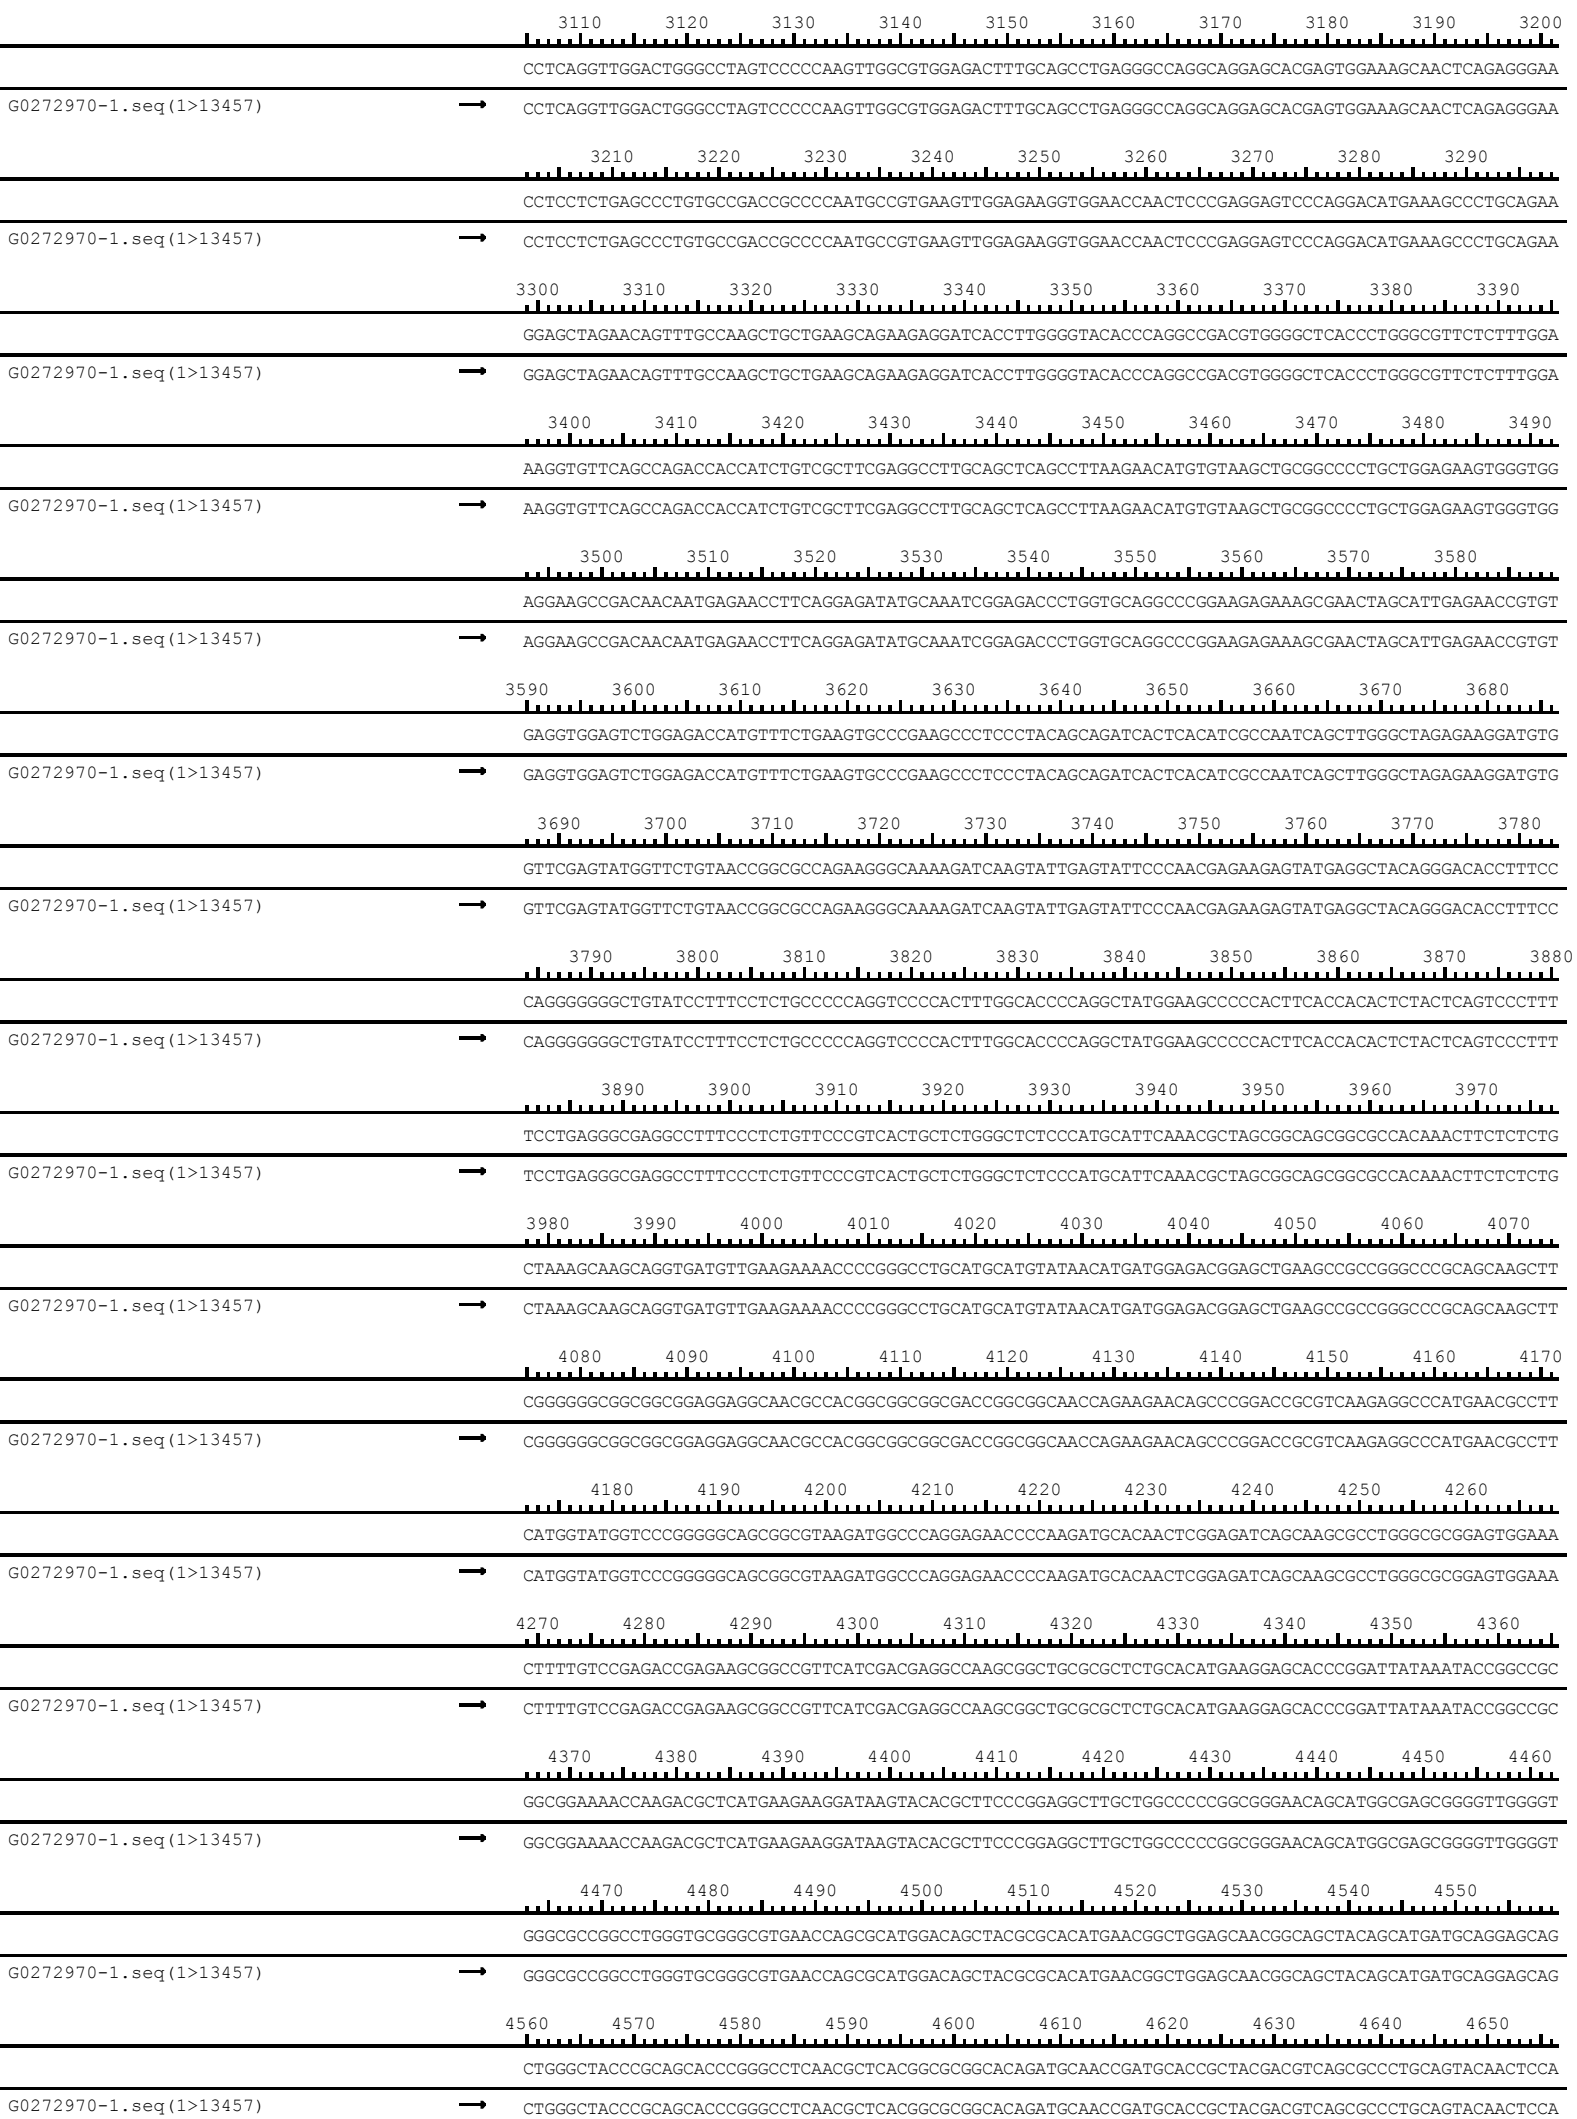 3110 3120 3130 3140 3150 3160 3170 3180 3190 3200
CCTCAGGTTGGACTGGGCCTAGTCCCCCAAGTTGGCGTGGAGACTTTGCAGCCTGAGGGCCAGGCAGGAGCACGAGTGGAAAGCAACTCAGAGGGAA
G0272970-1.seq(1>13457) → CCTCAGGTTGGACTGGGCCTAGTCCCCCAAGTTGGCGTGGAGACTTTGCAGCCTGAGGGCCAGGCAGGAGCACGAGTGGAAAGCAACTCAGAGGGAA
3210 3220 3230 3240 3250 3260 3270 3280 3290
CCTCCTCTGAGCCCTGTGCCGACCGCCCCAATGCCGTGAAGTTGGAGAAGGTGGAACCAACTCCCGAGGAGTCCCAGGACATGAAAGCCCTGCAGAA
G0272970-1.seq(1>13457) → CCTCCTCTGAGCCCTGTGCCGACCGCCCCAATGCCGTGAAGTTGGAGAAGGTGGAACCAACTCCCGAGGAGTCCCAGGACATGAAAGCCCTGCAGAA
3300 3310 3320 3330 3340 3350 3360 3370 3380 3390
GGAGCTAGAACAGTTTGCCAAGCTGCTGAAGCAGAAGAGGATCACCTTGGGGTACACCCAGGCCGACGTGGGGCTCACCCTGGGCGTTCTCTTTGGA
G0272970-1.seq(1>13457) → GGAGCTAGAACAGTTTGCCAAGCTGCTGAAGCAGAAGAGGATCACCTTGGGGTACACCCAGGCCGACGTGGGGCTCACCCTGGGCGTTCTCTTTGGA
3400 3410 3420 3430 3440 3450 3460 3470 3480 3490
AAGGTGTTCAGCCAGACCACCATCTGTCGCTTCGAGGCCTTGCAGCTCAGCCTTAAGAACATGTGTAAGCTGCGGCCCCTGCTGGAGAAGTGGGTGG
G0272970-1.seq(1>13457) → AAGGTGTTCAGCCAGACCACCATCTGTCGCTTCGAGGCCTTGCAGCTCAGCCTTAAGAACATGTGTAAGCTGCGGCCCCTGCTGGAGAAGTGGGTGG
3500 3510 3520 3530 3540 3550 3560 3570 3580
AGGAAGCCGACAACAATGAGAACCTTCAGGAGATATGCAAATCGGAGACCCTGGTGCAGGCCCGGAAGAGAAAGCGAACTAGCATTGAGAACCGTGT
G0272970-1.seq(1>13457) → AGGAAGCCGACAACAATGAGAACCTTCAGGAGATATGCAAATCGGAGACCCTGGTGCAGGCCCGGAAGAGAAAGCGAACTAGCATTGAGAACCGTGT
3590 3600 3610 3620 3630 3640 3650 3660 3670 3680
GAGGTGGAGTCTGGAGACCATGTTTCTGAAGTGCCCGAAGCCCTCCCTACAGCAGATCACTCACATCGCCAATCAGCTTGGGCTAGAGAAGGATGTG
G0272970-1.seq(1>13457) → GAGGTGGAGTCTGGAGACCATGTTTCTGAAGTGCCCGAAGCCCTCCCTACAGCAGATCACTCACATCGCCAATCAGCTTGGGCTAGAGAAGGATGTG
3690 3700 3710 3720 3730 3740 3750 3760 3770 3780
GTTCGAGTATGGTTCTGTAACCGGCGCCAGAAGGGCAAAAGATCAAGTATTGAGTATTCCCAACGAGAAGAGTATGAGGCTACAGGGACACCTTTCC
G0272970-1.seq(1>13457) → GTTCGAGTATGGTTCTGTAACCGGCGCCAGAAGGGCAAAAGATCAAGTATTGAGTATTCCCAACGAGAAGAGTATGAGGCTACAGGGACACCTTTCC
3790 3800 3810 3820 3830 3840 3850 3860 3870 3880
CAGGGGGGGCTGTATCCTTTCCTCTGCCCCCAGGTCCCCACTTTGGCACCCCAGGCTATGGAAGCCCCCACTTCACCACACTCTACTCAGTCCCTTT
G0272970-1.seq(1>13457) → CAGGGGGGGCTGTATCCTTTCCTCTGCCCCCAGGTCCCCACTTTGGCACCCCAGGCTATGGAAGCCCCCACTTCACCACACTCTACTCAGTCCCTTT
3890 3900 3910 3920 3930 3940 3950 3960 3970
TCCTGAGGGCGAGGCCTTTCCCTCTGTTCCCGTCACTGCTCTGGGCTCTCCCATGCATTCAAACGCTAGCGGCAGCGGCGCCACAAACTTCTCTCTG
G0272970-1.seq(1>13457) → TCCTGAGGGCGAGGCCTTTCCCTCTGTTCCCGTCACTGCTCTGGGCTCTCCCATGCATTCAAACGCTAGCGGCAGCGGCGCCACAAACTTCTCTCTG
3980 3990 4000 4010 4020 4030 4040 4050 4060 4070
CTAAAGCAAGCAGGTGATGTTGAAGAAAACCCCGGGCCTGCATGCATGTATAACATGATGGAGACGGAGCTGAAGCCGCCGGGCCCGCAGCAAGCTT
G0272970-1.seq(1>13457) → CTAAAGCAAGCAGGTGATGTTGAAGAAAACCCCGGGCCTGCATGCATGTATAACATGATGGAGACGGAGCTGAAGCCGCCGGGCCCGCAGCAAGCTT
4080 4090 4100 4110 4120 4130 4140 4150 4160 4170
CGGGGGGCGGCGGCGGAGGAGGCAACGCCACGGCGGCGGCGACCGGCGGCAACCAGAAGAACAGCCCGGACCGCGTCAAGAGGCCCATGAACGCCTT
G0272970-1.seq(1>13457) → CGGGGGGCGGCGGCGGAGGAGGCAACGCCACGGCGGCGGCGACCGGCGGCAACCAGAAGAACAGCCCGGACCGCGTCAAGAGGCCCATGAACGCCTT
4180 4190 4200 4210 4220 4230 4240 4250 4260
CATGGTATGGTCCCGGGGGCAGCGGCGTAAGATGGCCCAGGAGAACCCCAAGATGCACAACTCGGAGATCAGCAAGCGCCTGGGCGCGGAGTGGAAA
G0272970-1.seq(1>13457) → CATGGTATGGTCCCGGGGGCAGCGGCGTAAGATGGCCCAGGAGAACCCCAAGATGCACAACTCGGAGATCAGCAAGCGCCTGGGCGCGGAGTGGAAA
4270 4280 4290 4300 4310 4320 4330 4340 4350 4360
CTTTTGTCCGAGACCGAGAAGCGGCCGTTCATCGACGAGGCCAAGCGGCTGCGCGCTCTGCACATGAAGGAGCACCCGGATTATAAATACCGGCCGC
G0272970-1.seq(1>13457) → CTTTTGTCCGAGACCGAGAAGCGGCCGTTCATCGACGAGGCCAAGCGGCTGCGCGCTCTGCACATGAAGGAGCACCCGGATTATAAATACCGGCCGC
4370 4380 4390 4400 4410 4420 4430 4440 4450 4460
GGCGGAAAACCAAGACGCTCATGAAGAAGGATAAGTACACGCTTCCCGGAGGCTTGCTGGCCCCCGGCGGGAACAGCATGGCGAGCGGGGTTGGGGT
G0272970-1.seq(1>13457) → GGCGGAAAACCAAGACGCTCATGAAGAAGGATAAGTACACGCTTCCCGGAGGCTTGCTGGCCCCCGGCGGGAACAGCATGGCGAGCGGGGTTGGGGT
4470 4480 4490 4500 4510 4520 4530 4540 4550
GGGCGCCGGCCTGGGTGCGGGCGTGAACCAGCGCATGGACAGCTACGCGCACATGAACGGCTGGAGCAACGGCAGCTACAGCATGATGCAGGAGCAG
G0272970-1.seq(1>13457) → GGGCGCCGGCCTGGGTGCGGGCGTGAACCAGCGCATGGACAGCTACGCGCACATGAACGGCTGGAGCAACGGCAGCTACAGCATGATGCAGGAGCAG
4560 4570 4580 4590 4600 4610 4620 4630 4640 4650
CTGGGCTACCCGCAGCACCCGGGCCTCAACGCTCACGGCGCGGCACAGATGCAACCGATGCACCGCTACGACGTCAGCGCCCTGCAGTACAACTCCA
G0272970-1.seq(1>13457) → CTGGGCTACCCGCAGCACCCGGGCCTCAACGCTCACGGCGCGGCACAGATGCAACCGATGCACCGCTACGACGTCAGCGCCCTGCAGTACAACTCCA